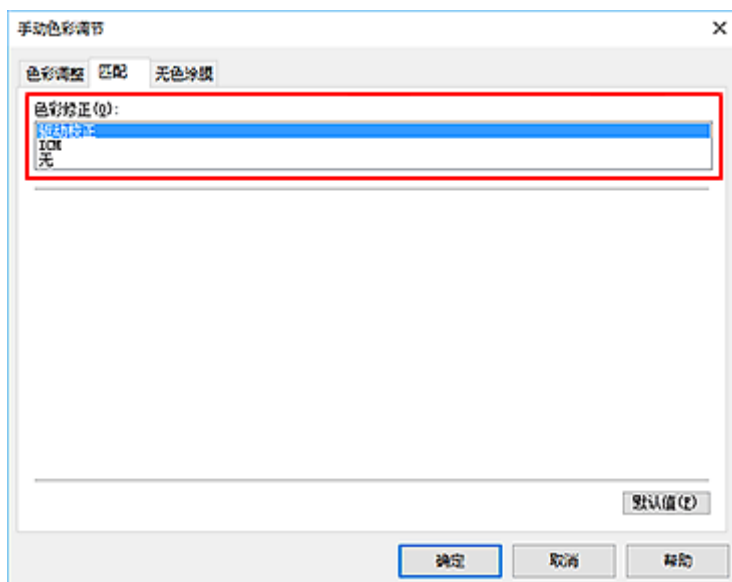 手动色彩调节
色彩调整 匹配 无色涂膜
色彩修正(Q):
驱动校正
ICM
无
默认值(F)
确定 取消 帮助